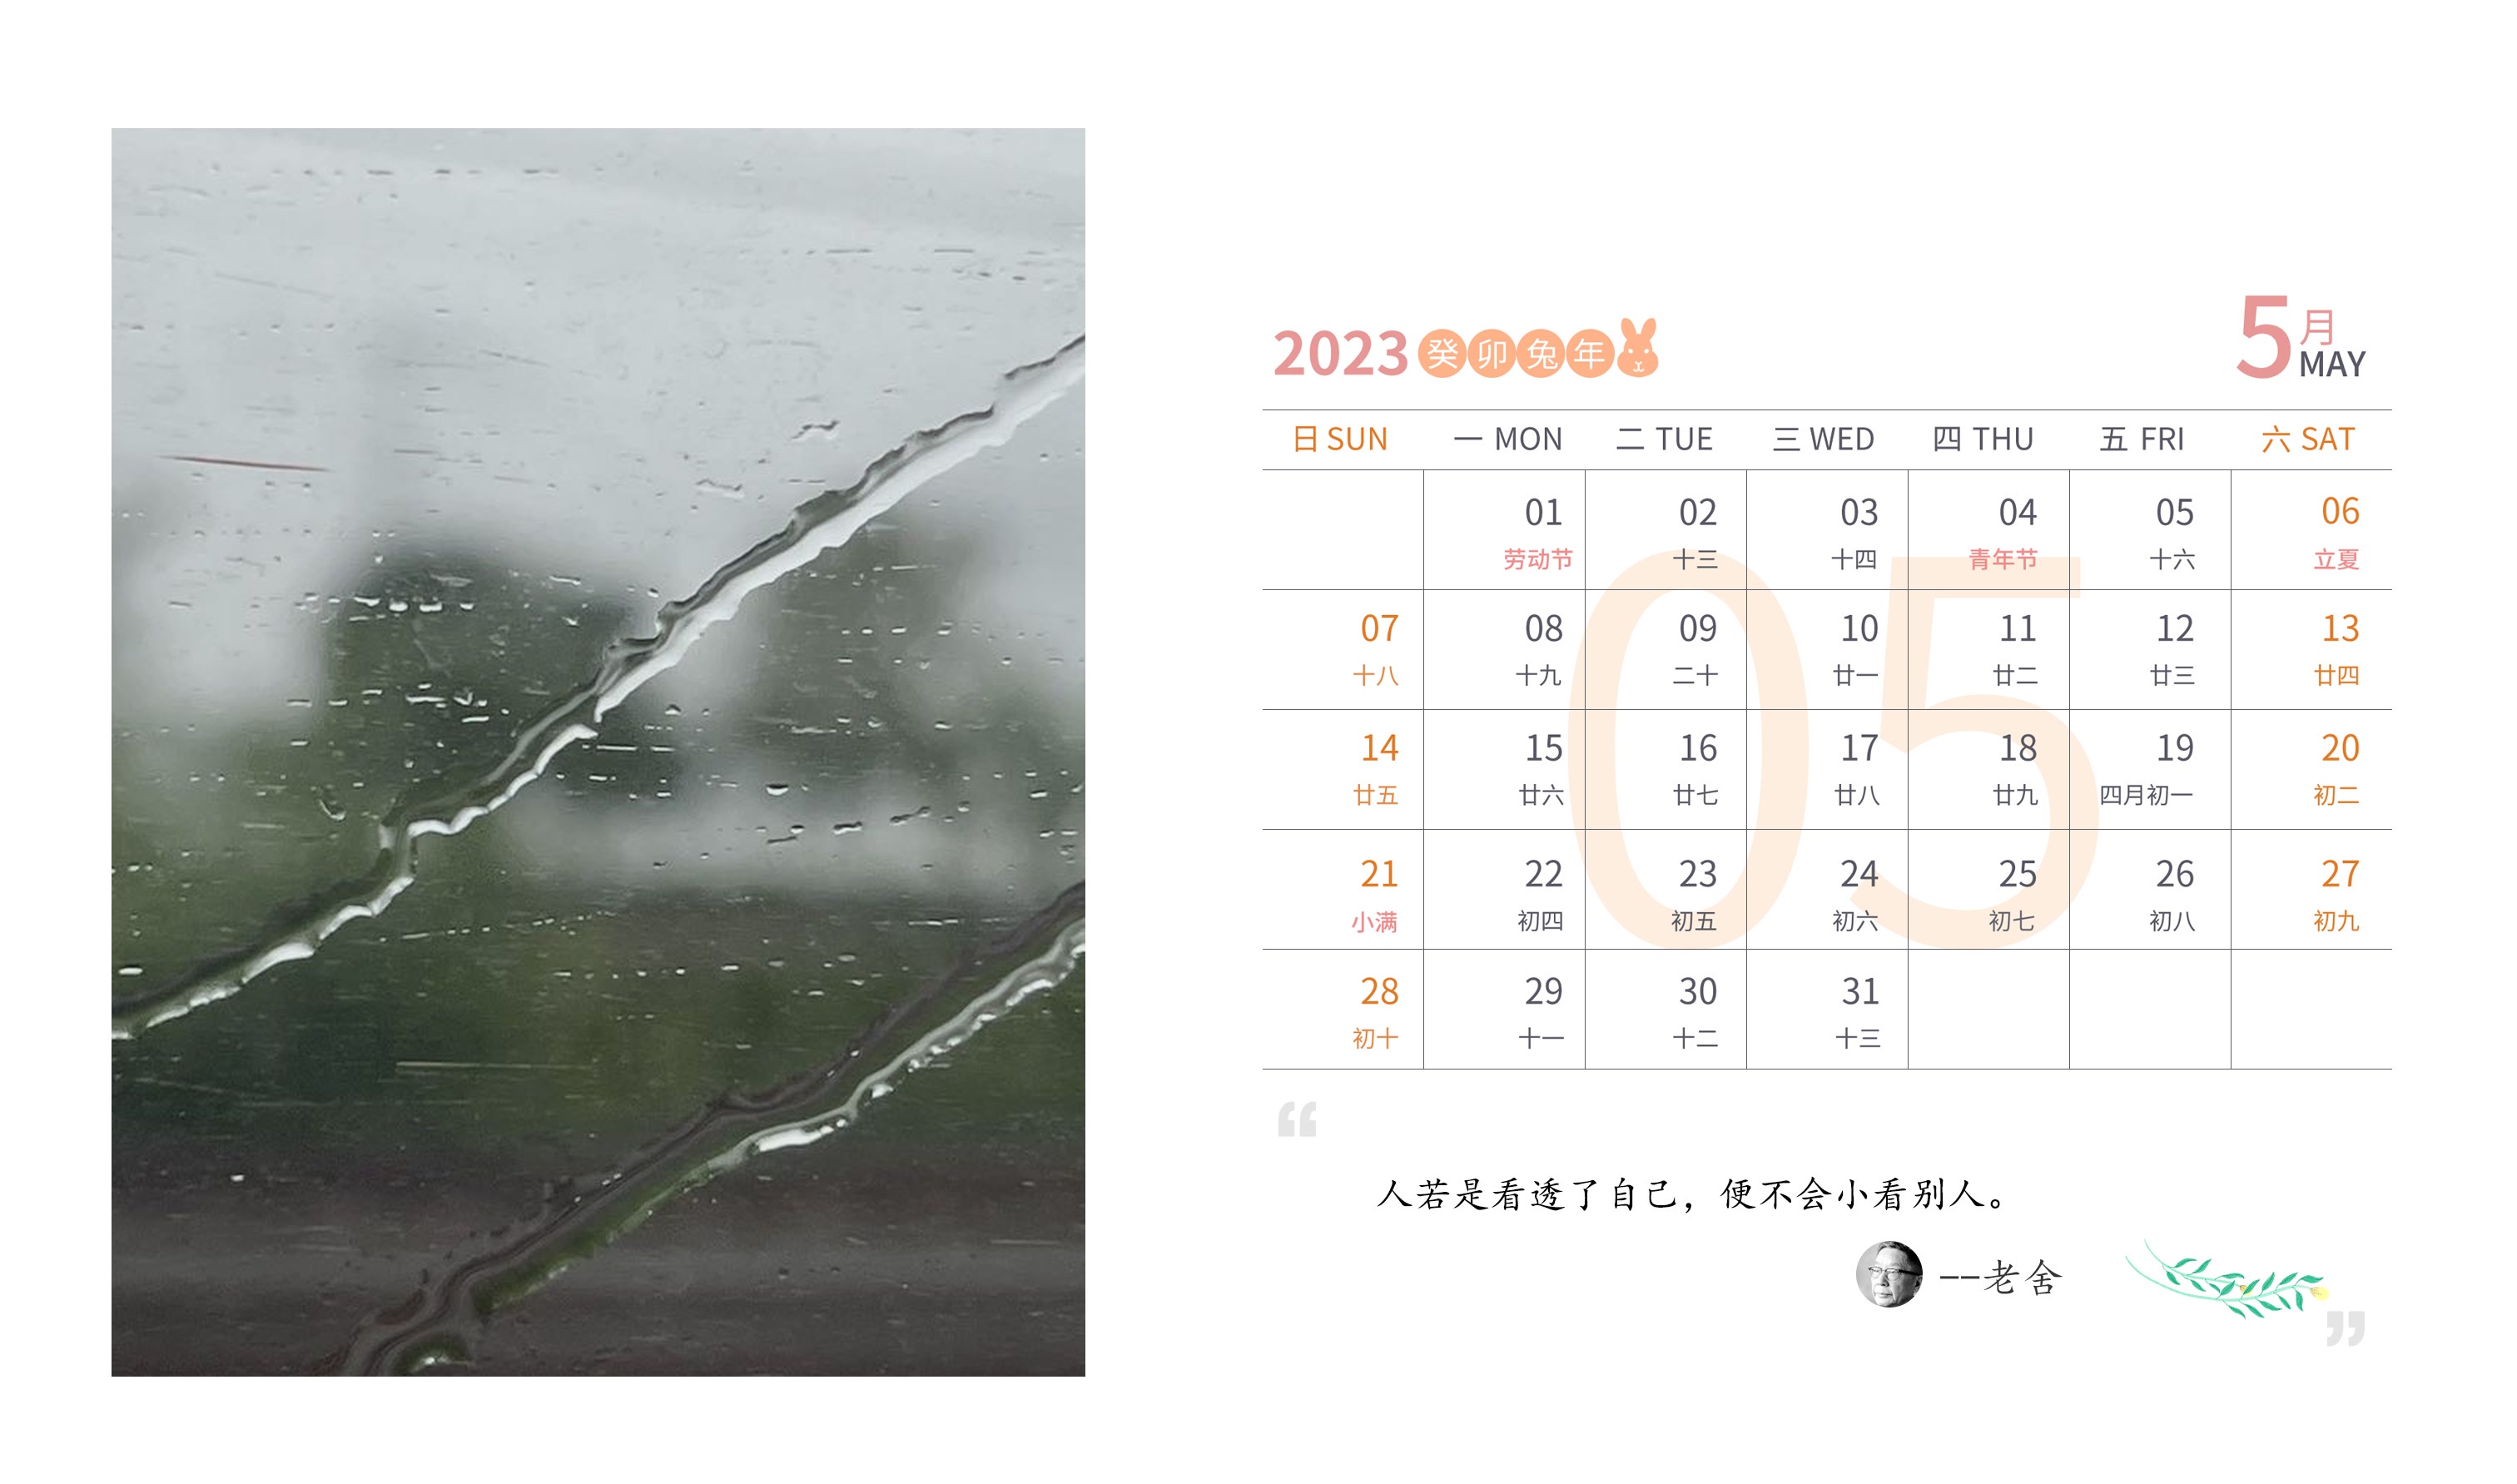 2023 癸卯兔年
5月
MAY
日 SUN 一 MON 二 TUE 三 WED 四 THU 五 FRI 六 SAT
01 02 03 04 05 06
劳动节 十三 十四 青年节 十六 立夏
07 08 09 10 11 12 13
十八 十九 二十 廿一 廿二 廿三 廿四
14 15 16 17 18 19 20
廿五 廿六 廿七 廿八 廿九 四月初一 初二
21 22 23 24 25 26 27
小满 初四 初五 初六 初七 初八 初九
28 29 30 31
初十 十一 十二 十三
05
“
人若是看透了自己，便不会小看别人。
——老舍
”